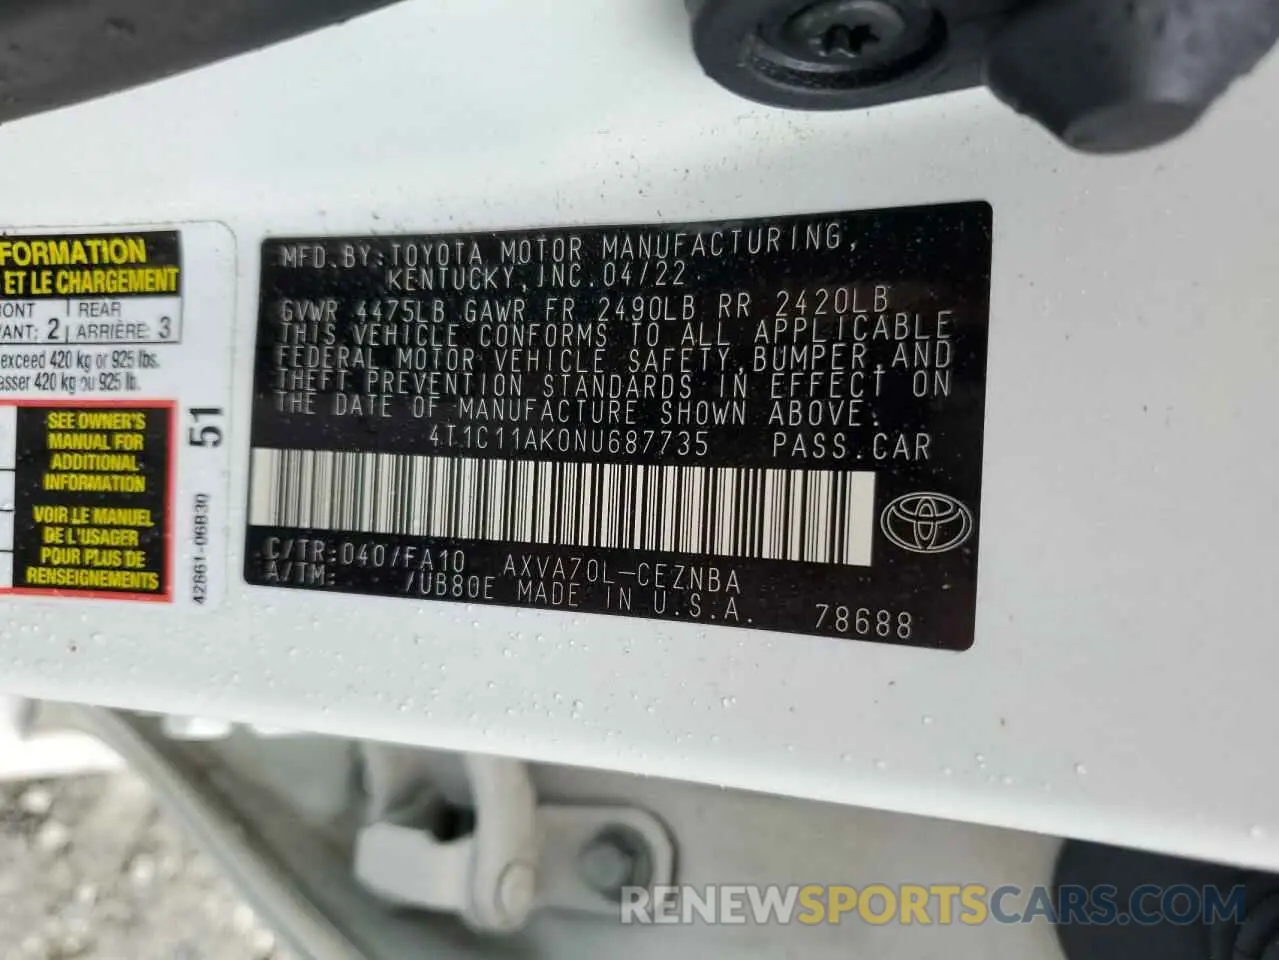 FORMATION
ET LE CHARGEMENT
ONT
REAR
ANT: 2
ARRIÈRE: 3
exceed 420 kg or 925 lbs.
asser 420 kg ou 925 lb.
SEE OWNER'S
MANUAL FOR
ADDITIONAL
INFORMATION
VOIR LE MANUEL
DE L'USAGER
POUR PLUS DE
RENSEIGNEMENTS
51
42861-06B30
MFD. BY: TOYOTA MOTOR MANUFACTURING,
KENTUCKY, INC. 04/22
GVWR 4475LB GAWR FR 2490LB RR 2420LB
THIS VEHICLE CONFORMS TO ALL APPLICABLE
FEDERAL MOTOR VEHICLE SAFETY, BUMPER, AND
THEFT PREVENTION STANDARDS IN EFFECT ON
THE DATE OF MANUFACTURE SHOWN ABOVE.
4T1C11AK0NU687735 PASS. CAR
C/TR: 040/FA10 AXVA70L-CEZNBA
A/TM: /UB80E MADE IN U.S.A. 78688
RENEWSPORTSCARS.COM